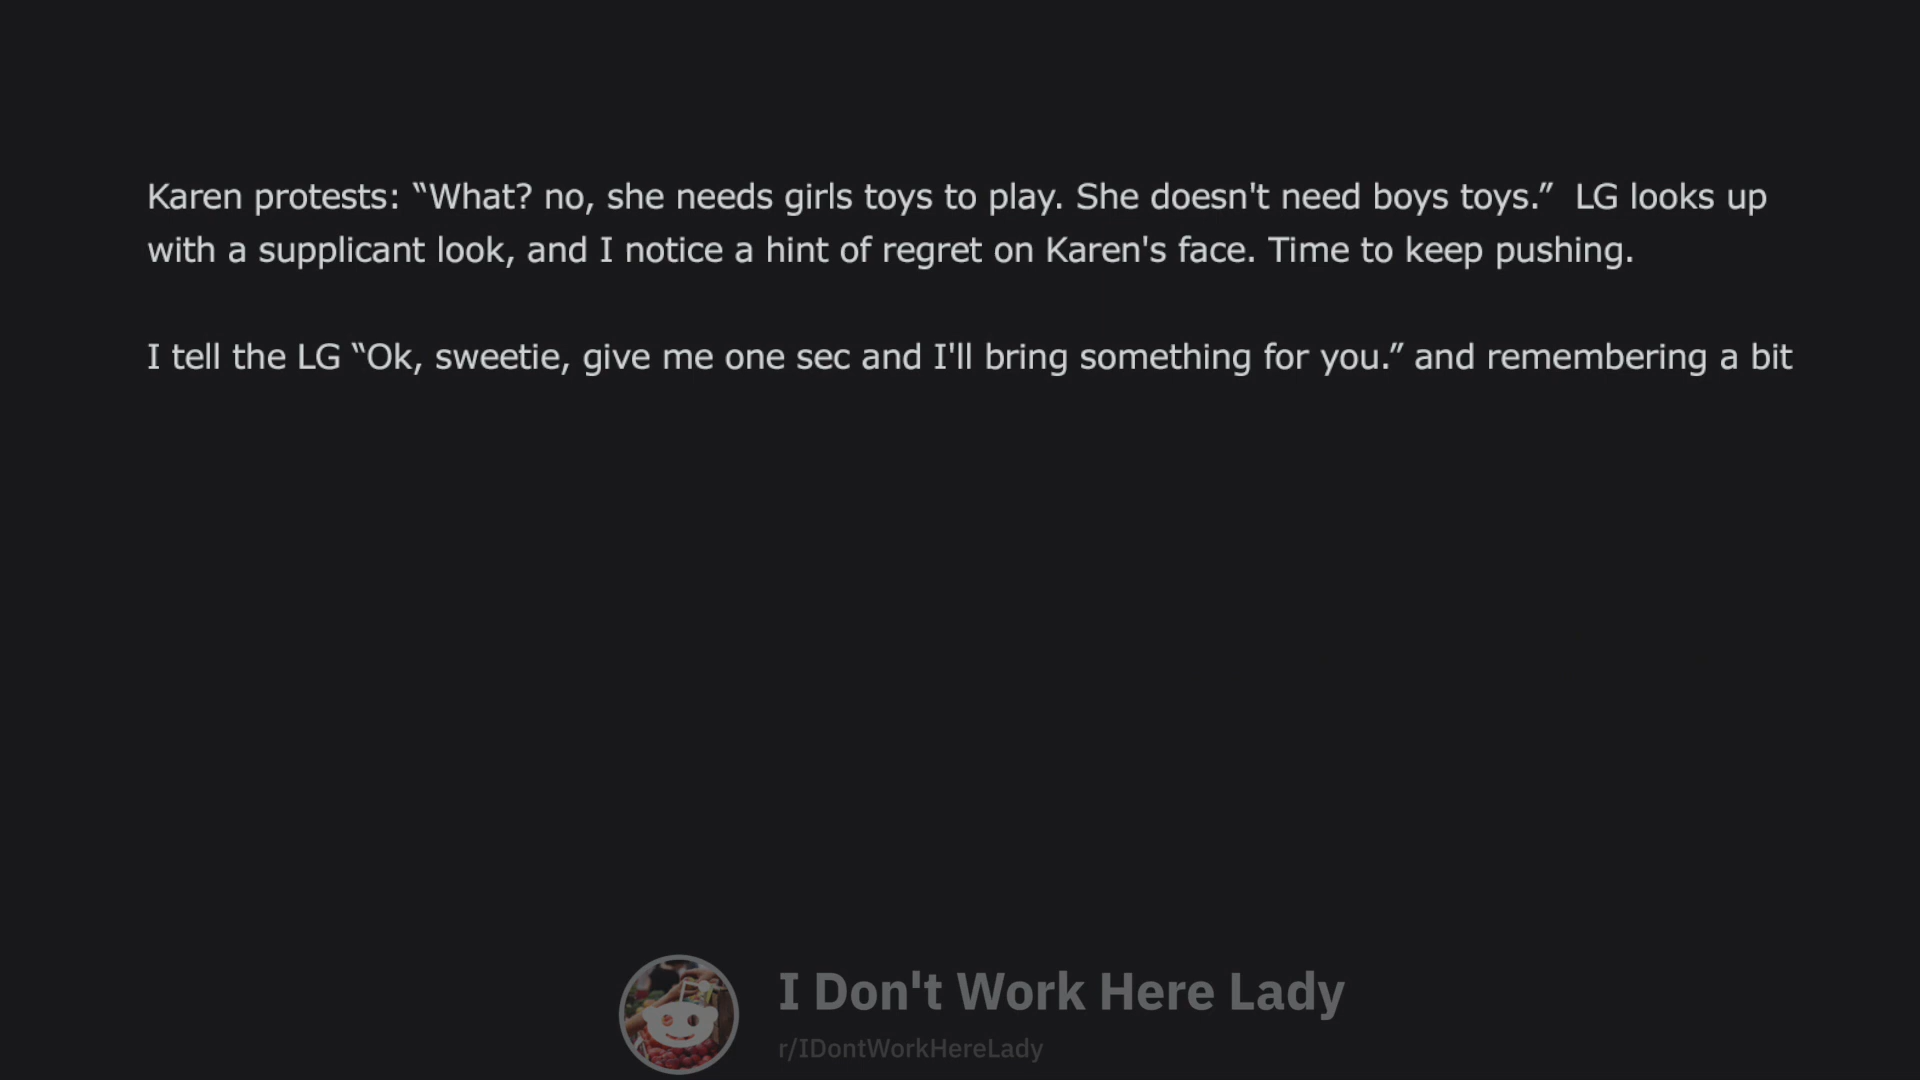 Karen protests: “What? no, she needs girls toys to play. She doesn't need boys toys.”  LG looks up
with a supplicant look, and I notice a hint of regret on Karen's face. Time to keep pushing.
I tell the LG “Ok, sweetie, give me one sec and I'll bring something for you.” and remembering a bit
I Don't Work Here Lady
r/IDontWorkHereLady